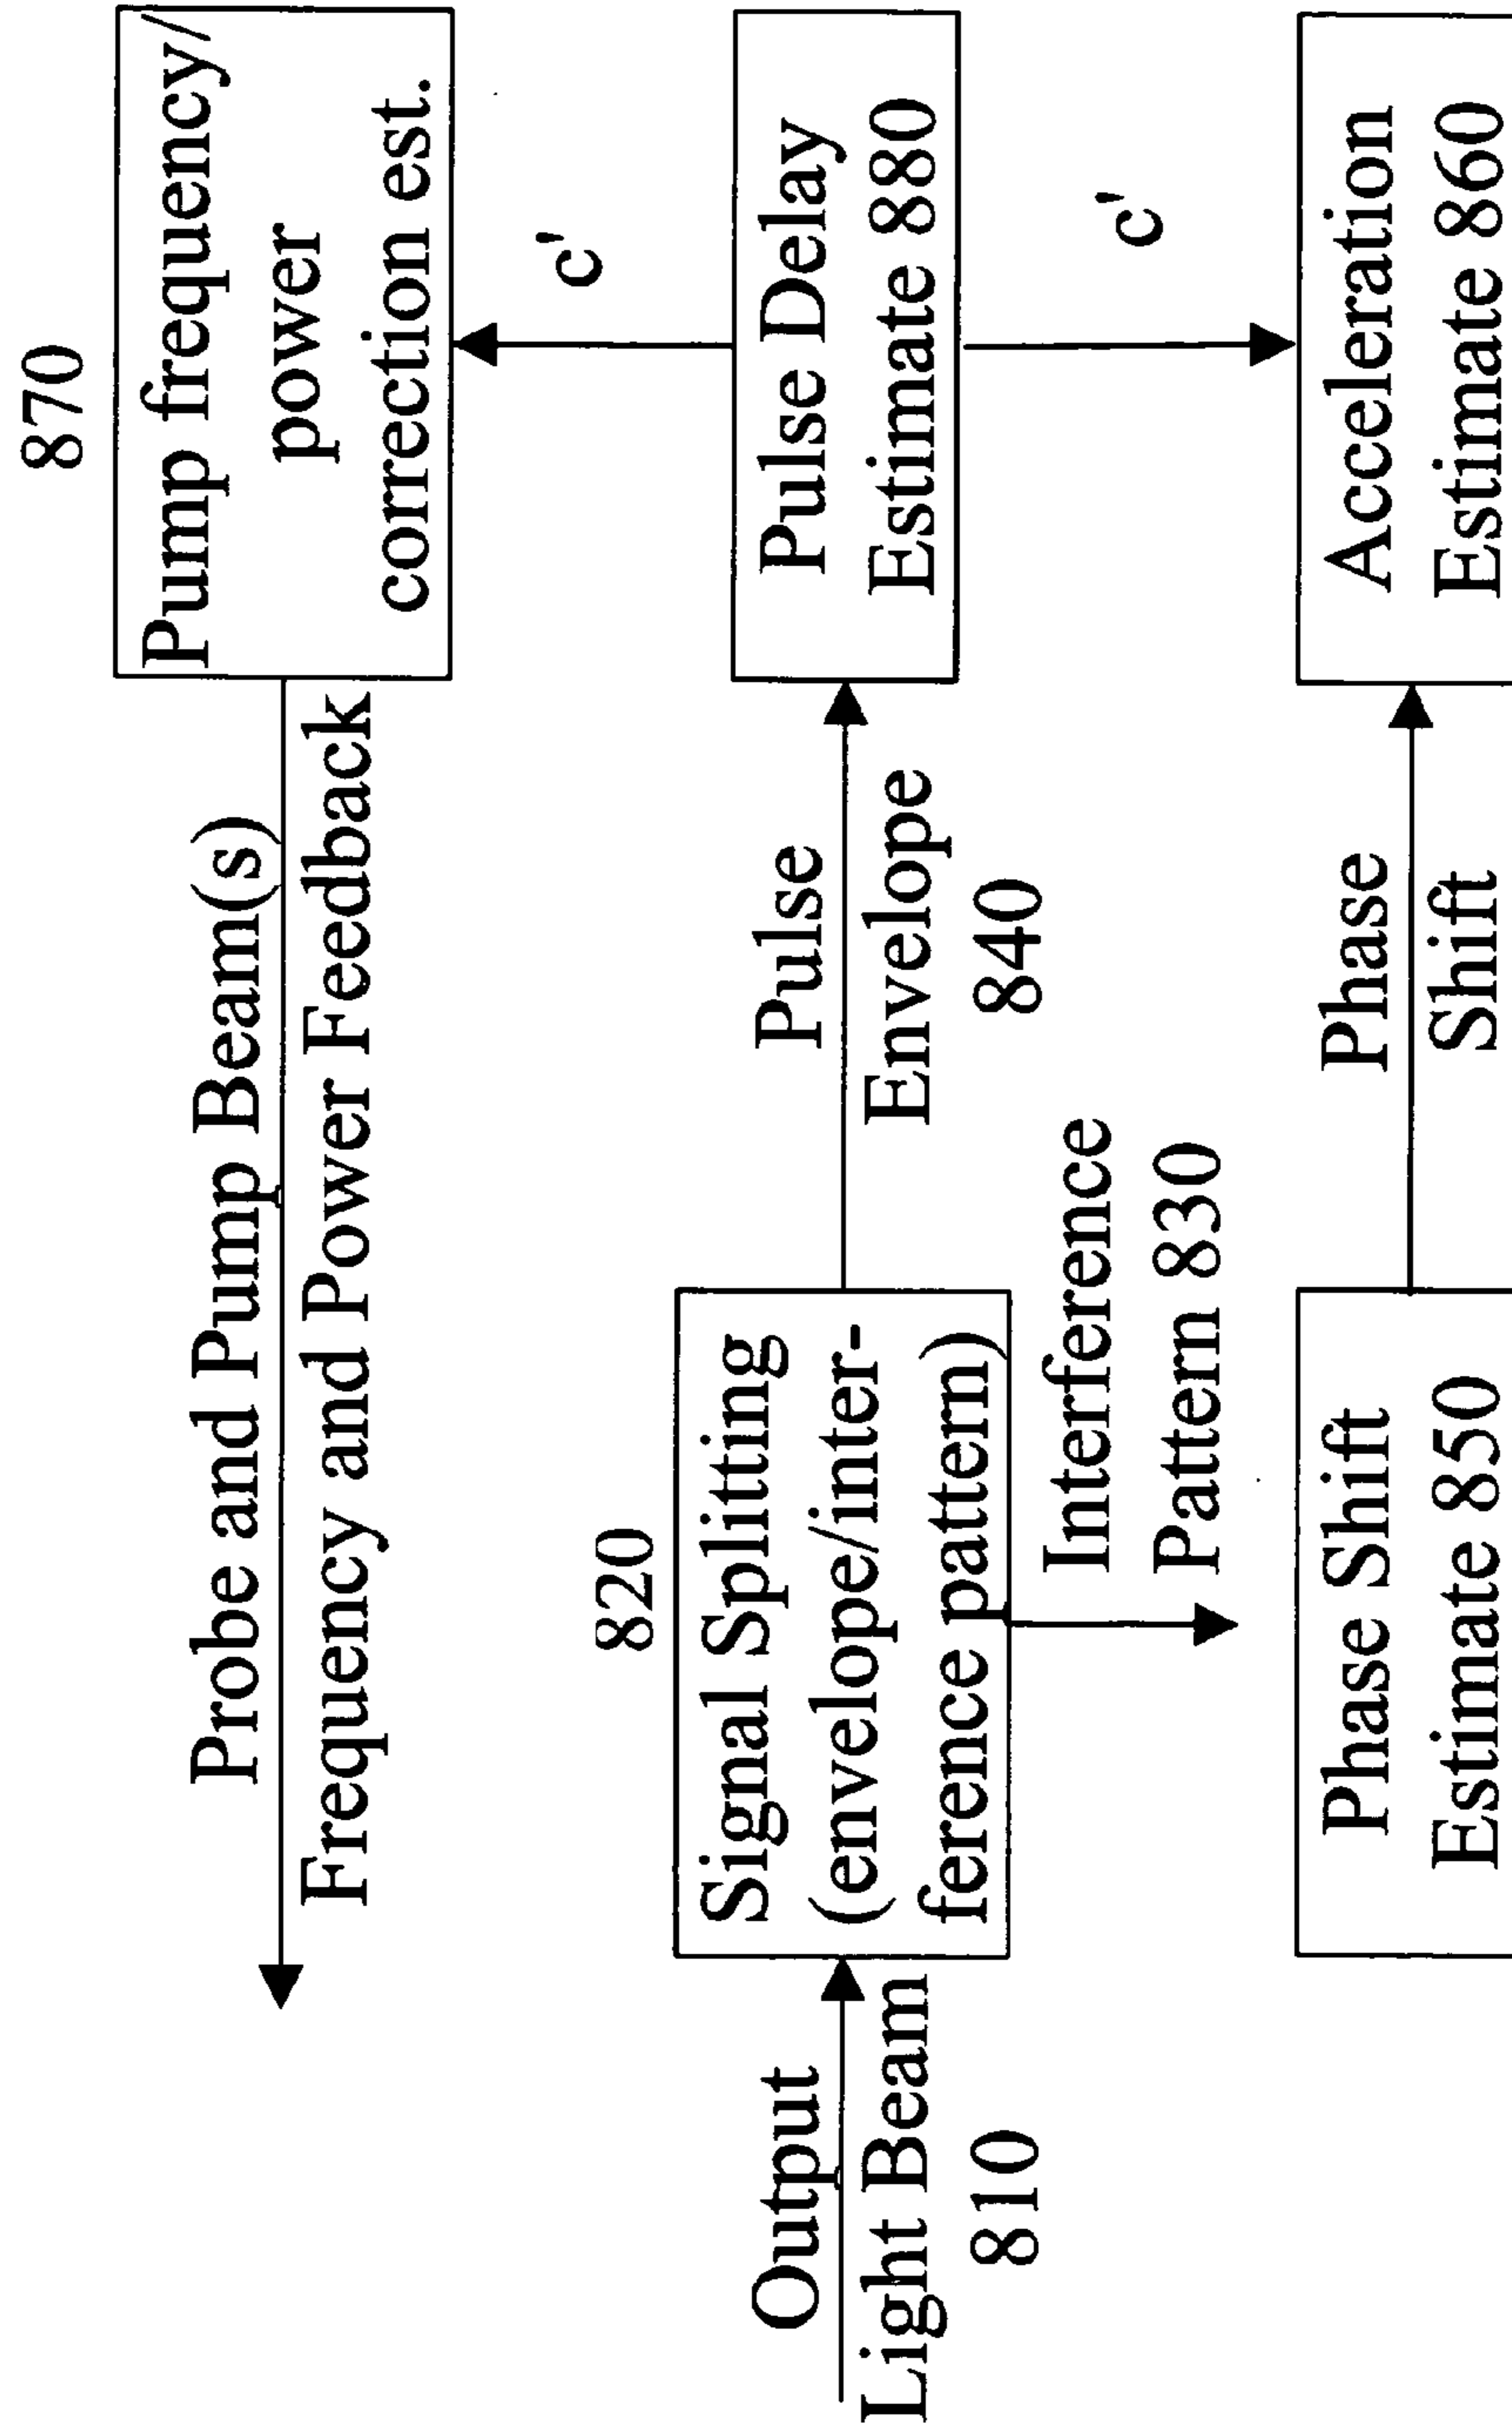 870
Probe and Pump Beam(s)
Frequency and Power Feedback
Pump frequency/
power
correction est.
c'
820
Output
Light Beam
810
Signal Splitting
(envelope/inter-
ference pattern)
Pulse
Envelope
840
Pulse Delay
Estimate 880
Interference
Pattern 830
c'
Phase Shift
Estimate 850
Phase
Shift
Acceleration
Estimate 860